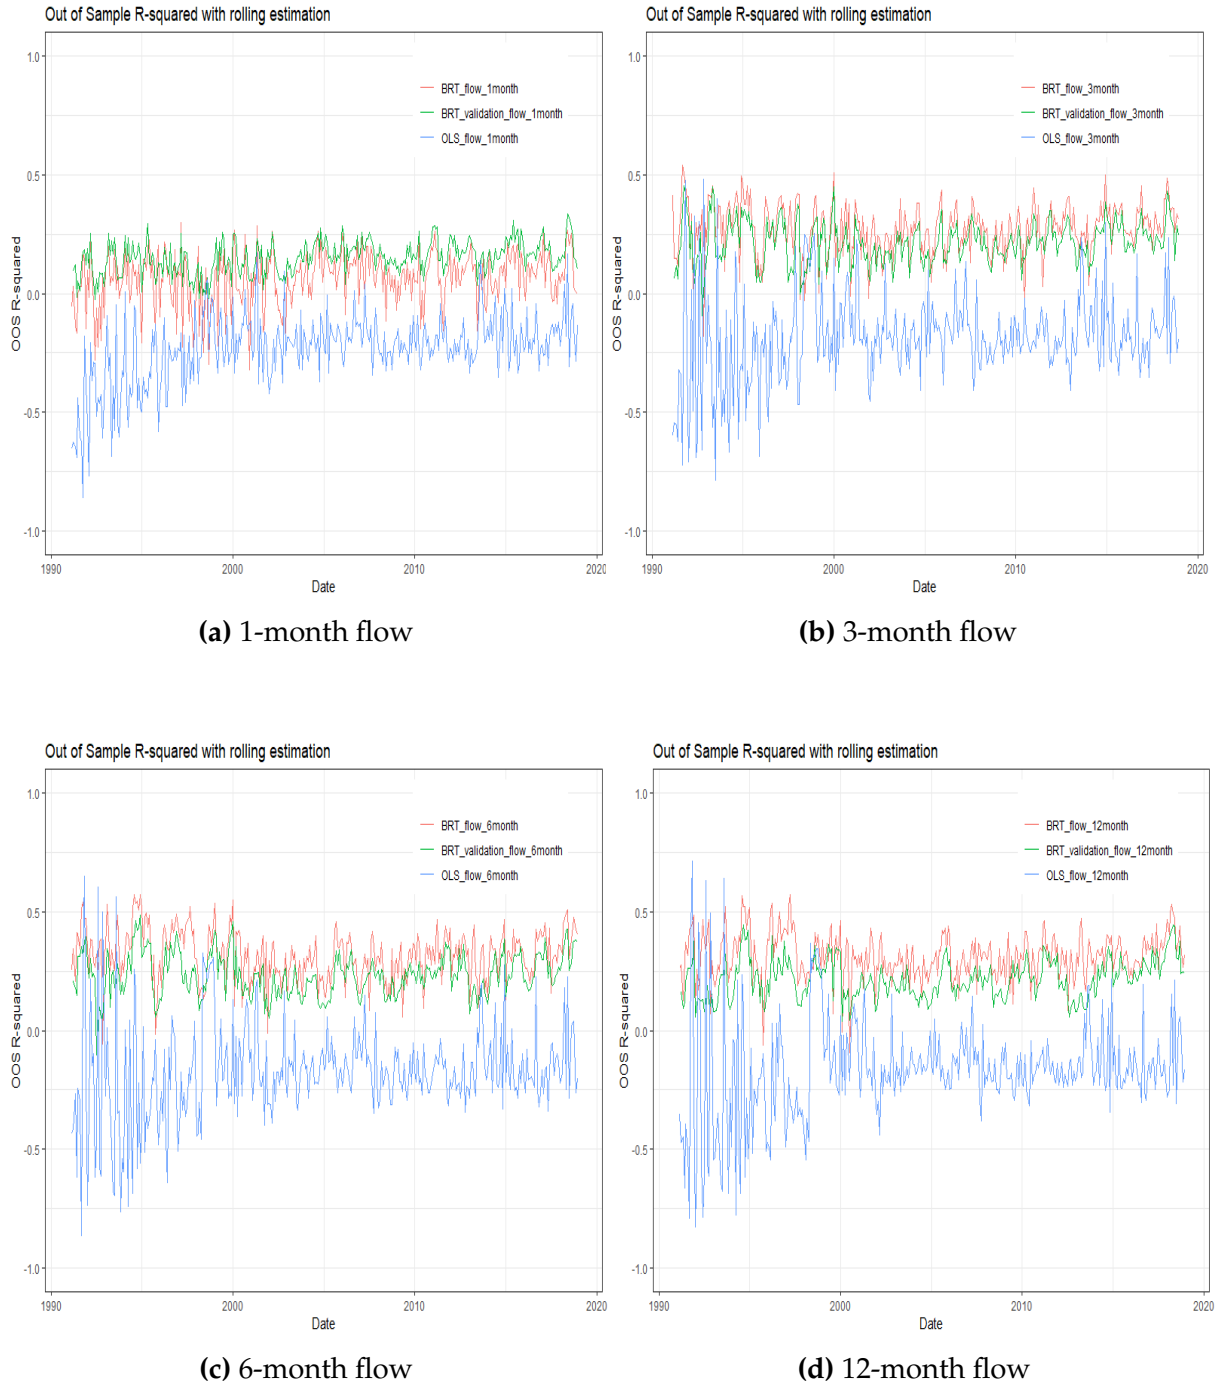 Out of Sample R-squared with rolling estimation
1.0
0.5
0.0
-0.5
-1.0
OOS R-squared
BRT_flow_1month
BRT_validation_flow_1month
OLS_flow_1month
1990
2000
2010
2020
Date
(a) 1-month flow
Out of Sample R-squared with rolling estimation
1.0
0.5
0.0
-0.5
-1.0
OOS R-squared
BRT_flow_3month
BRT_validation_flow_3month
OLS_flow_3month
1990
2000
2010
2020
Date
(b) 3-month flow
Out of Sample R-squared with rolling estimation
1.0
0.5
0.0
-0.5
-1.0
OOS R-squared
BRT_flow_6month
BRT_validation_flow_6month
OLS_flow_6month
1990
2000
2010
2020
Date
(c) 6-month flow
Out of Sample R-squared with rolling estimation
1.0
0.5
0.0
-0.5
-1.0
OOS R-squared
BRT_flow_12month
BRT_validation_flow_12month
OLS_flow_12month
1990
2000
2010
2020
Date
(d) 12-month flow